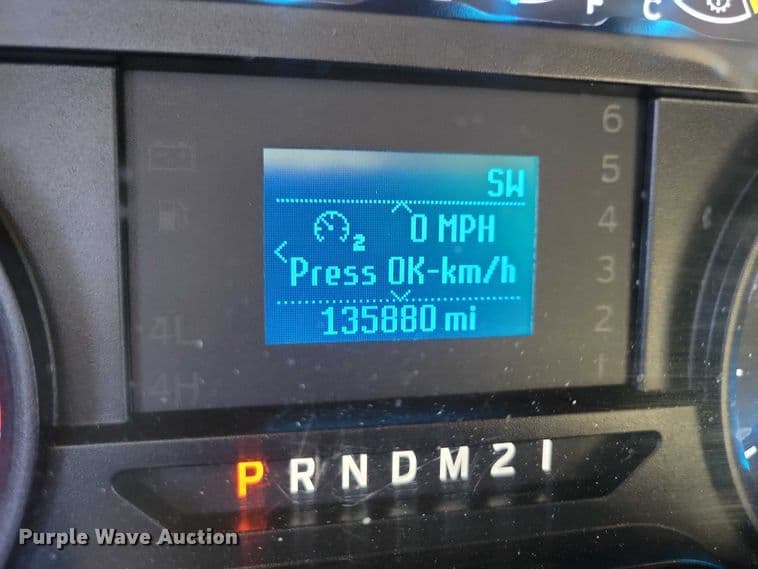 F C
SW
0 MPH
2
Press OK-km/h
135880 mi
6
5
4
3
2
1
4L
4H
P R N D M 2 1
Purple Wave Auction